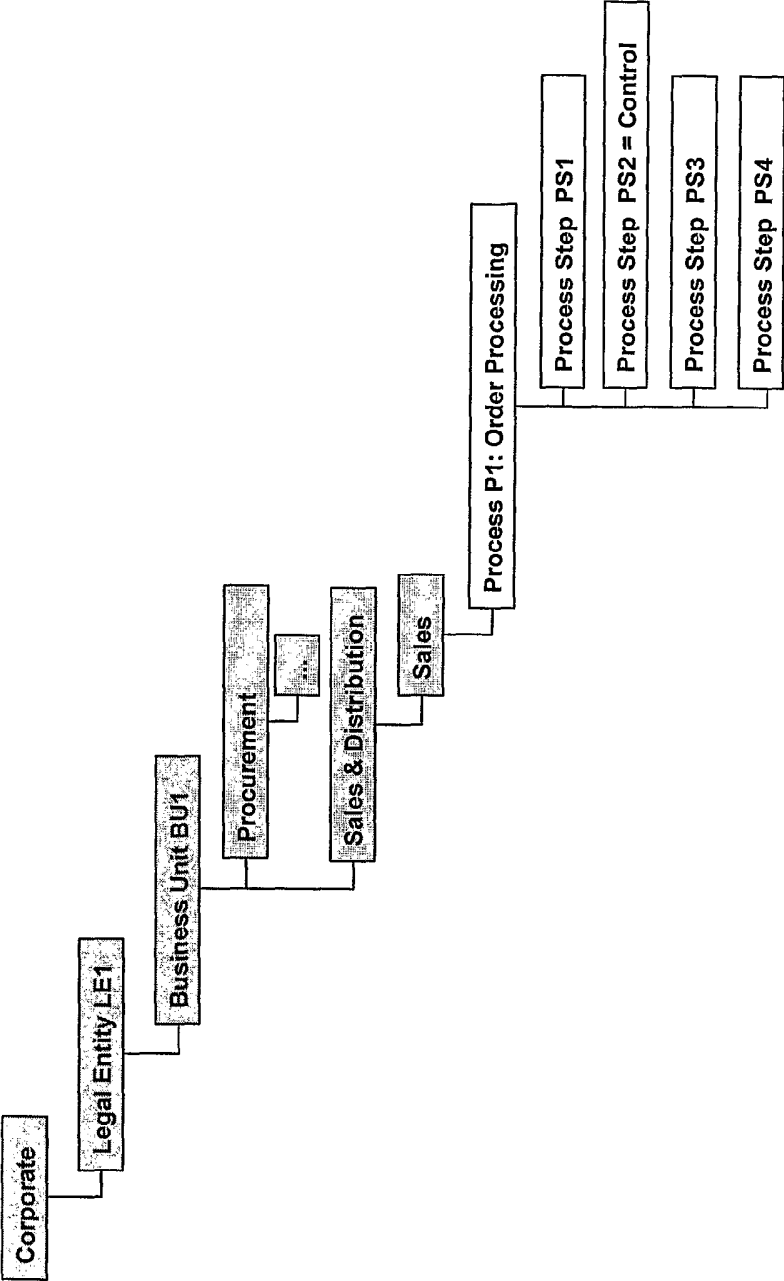 Corporate
Legal Entity LE1
Business Unit BU1
Procurement
...
Sales & Distribution
Sales
Process P1: Order Processing
Process Step PS1
Process Step PS2 = Control
Process Step PS3
Process Step PS4